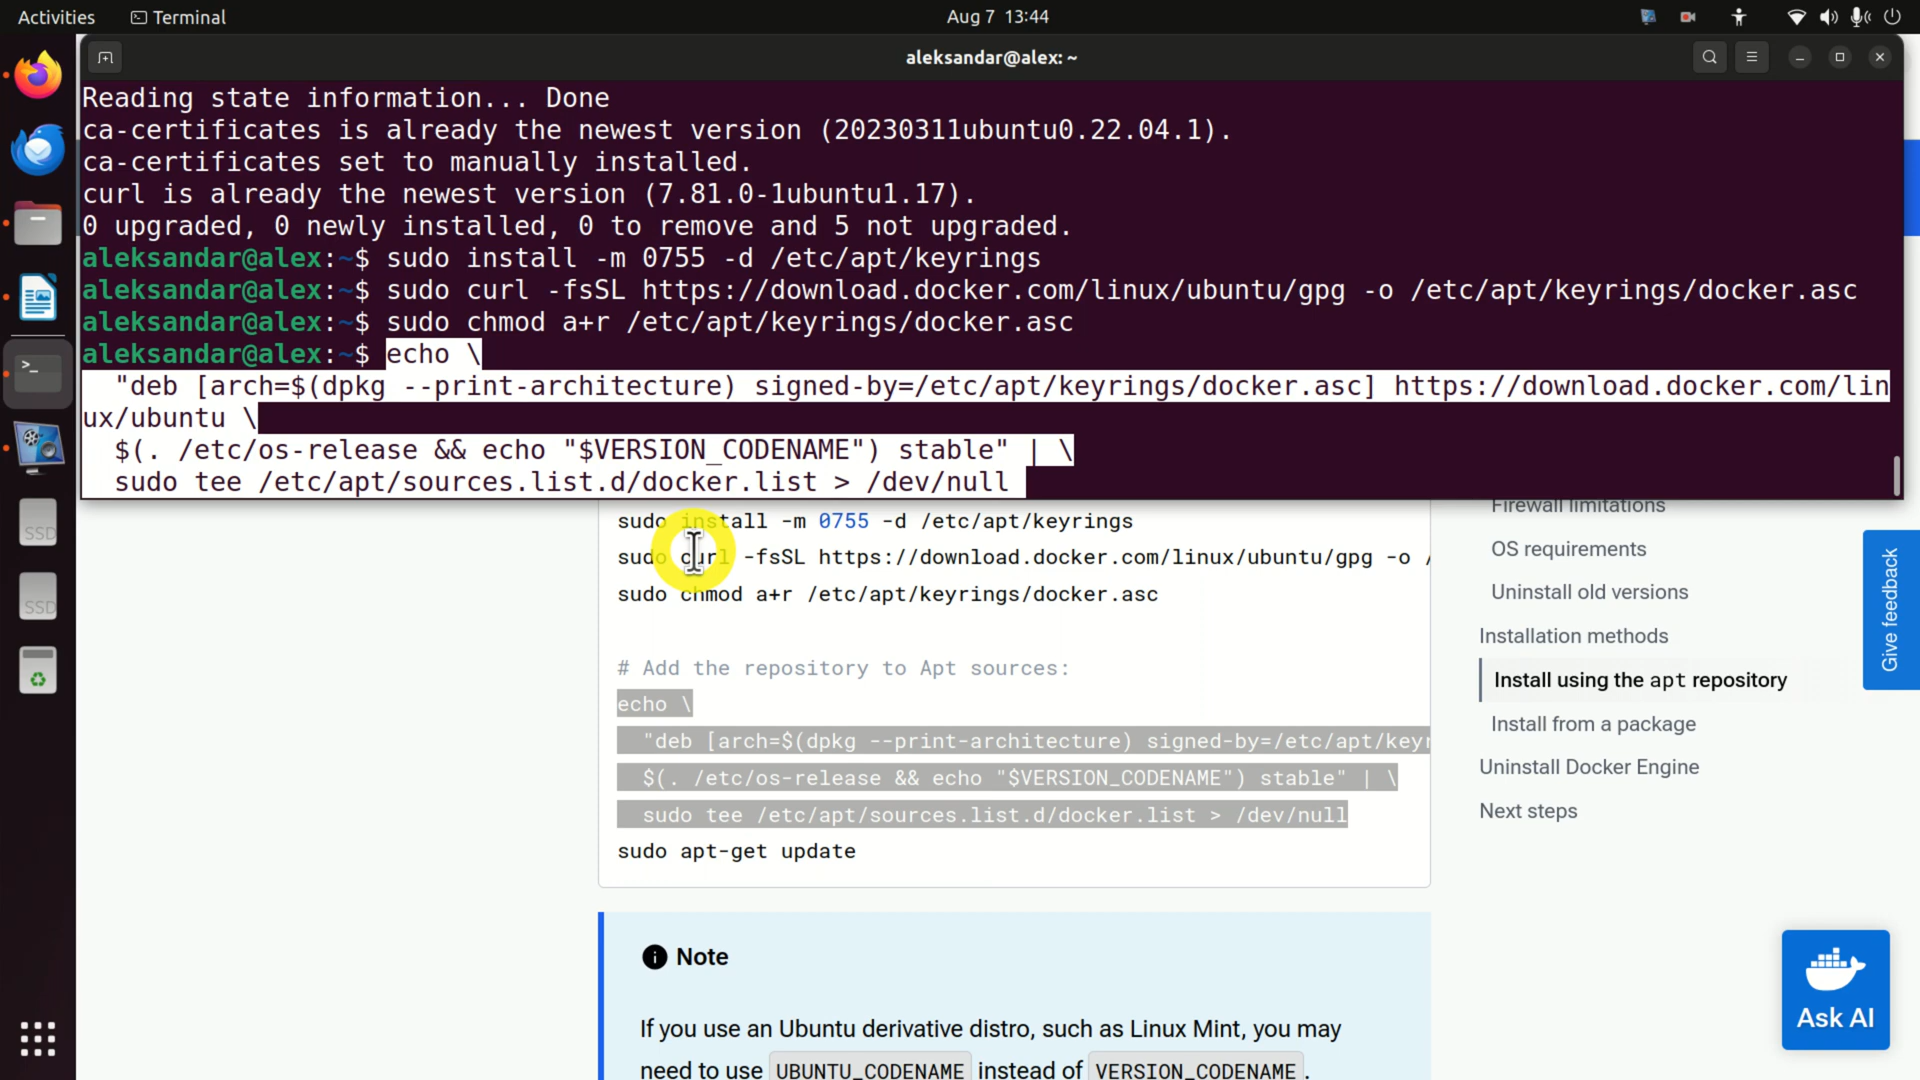 Activities
Terminal
Aug 7 13:44
aleksandar@alex: ~
Reading state information... Done
ca-certificates is already the newest version (20230311ubuntu0.22.04.1).
ca-certificates set to manually installed.
curl is already the newest version (7.81.0-1ubuntu1.17).
0 upgraded, 0 newly installed, 0 to remove and 5 not upgraded.
aleksandar@alex:~$ sudo install -m 0755 -d /etc/apt/keyrings
aleksandar@alex:~$ sudo curl -fsSL https://download.docker.com/linux/ubuntu/gpg -o /etc/apt/keyrings/docker.asc
aleksandar@alex:~$ sudo chmod a+r /etc/apt/keyrings/docker.asc
aleksandar@alex:~$ echo \
  "deb [arch=$(dpkg --print-architecture) signed-by=/etc/apt/keyrings/docker.asc] https://download.docker.com/lin
ux/ubuntu \
  $(. /etc/os-release && echo "$VERSION_CODENAME") stable" | \
  sudo tee /etc/apt/sources.list.d/docker.list > /dev/null
SSD
SSD
sudo install -m 0755 -d /etc/apt/keyrings
sudo curl -fsSL https://download.docker.com/linux/ubuntu/gpg -o /
sudo chmod a+r /etc/apt/keyrings/docker.asc
# Add the repository to Apt sources:
echo \
  "deb [arch=$(dpkg --print-architecture) signed-by=/etc/apt/keyr
  $(. /etc/os-release && echo "$VERSION_CODENAME") stable" | \
  sudo tee /etc/apt/sources.list.d/docker.list > /dev/null
sudo apt-get update
Note
If you use an Ubuntu derivative distro, such as Linux Mint, you may
need to use UBUNTU_CODENAME instead of VERSION_CODENAME.
Firewall limitations
OS requirements
Uninstall old versions
Installation methods
Install using the apt repository
Install from a package
Uninstall Docker Engine
Next steps
Give feedback
Ask AI